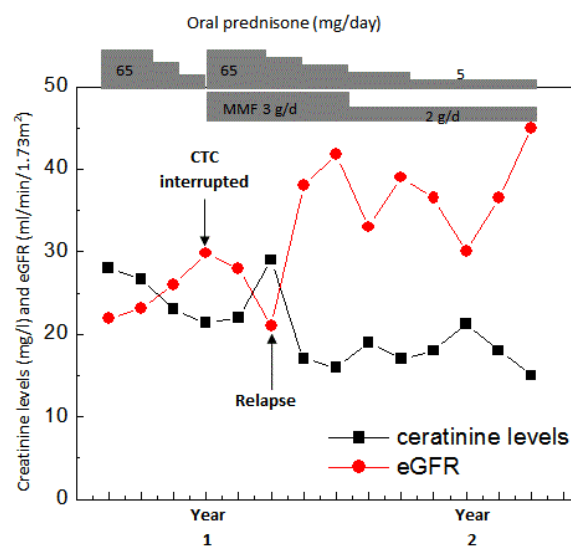 Oral prednisone (mg/day)
65
65
5
MMF 3 g/d
2 g/d
50
40
30
20
10
0
Creatinine levels (mg/l) and eGFR (ml/min/1.73m²)
CTC
interrupted
Relapse
ceratinine levels
eGFR
Year
1
Year
2